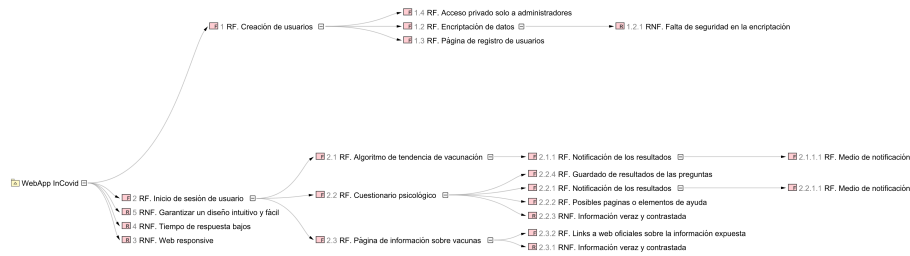 1.4 RF. Acceso privado solo a administradores
1 RF. Creación de usuarios
1.2 RF. Encriptación de datos
1.2.1 RNF. Falta de seguridad en la encriptación
1.3 RF. Página de registro de usuarios
2.1 RF. Algoritmo de tendencia de vacunación
2.1.1 RF. Notificación de los resultados
2.1.1.1 RF. Medio de notificación
2.2.4 RF. Guardado de resultados de las preguntas
WebApp InCovid
2.2.1 RF. Notificación de los resultados
2.2.1.1 RF. Medio de notificación
2 RF. Inicio de sesión de usuario
2.2 RF. Cuestionario psicológico
2.2.2 RF. Posibles paginas o elementos de ayuda
5 RNF. Garantizar un diseño intuitivo y fácil
2.2.3 RNF. Información veraz y contrastada
4 RNF. Tiempo de respuesta bajos
2.3.2 RF. Links a web oficiales sobre la información expuesta
3 RNF. Web responsive
2.3 RF. Página de información sobre vacunas
2.3.1 RNF. Información veraz y contrastada